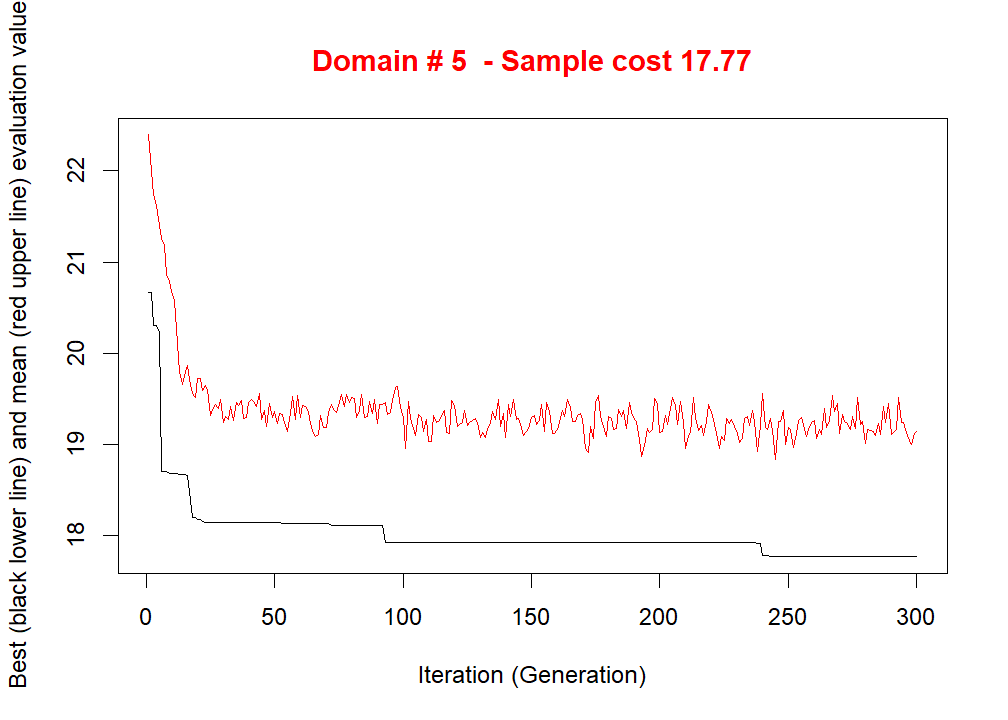 Domain # 5  - Sample cost 17.77
Best (black lower line) and mean (red upper line) evaluation value
22
21
20
19
18
0 50 100 150 200 250 300
Iteration (Generation)